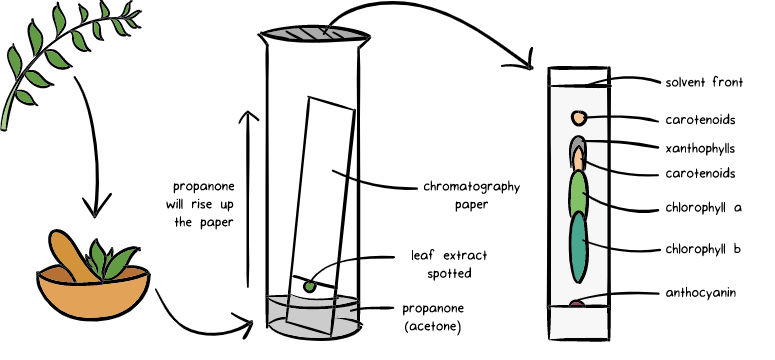 propanone
will rise up
the paper
chromatography
paper
leaf extract
spotted
propanone
(acetone)
solvent front
carotenoids
xanthophylls
carotenoids
chlorophyll a
chlorophyll b
anthocyanin